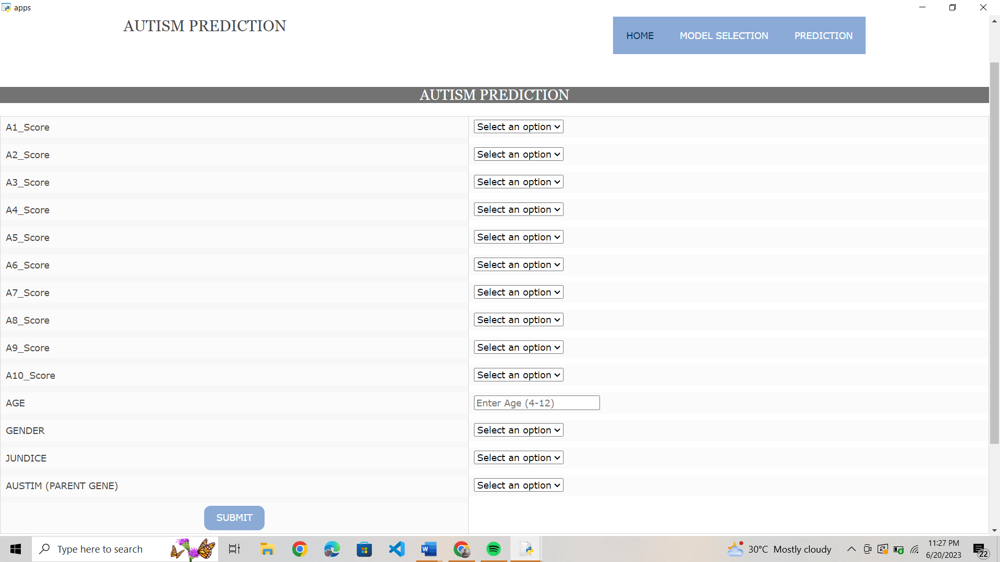 apps
AUTISM PREDICTION
HOME MODEL SELECTION PREDICTION
AUTISM PREDICTION
A1_Score Select an option
A2_Score Select an option
A3_Score Select an option
A4_Score Select an option
A5_Score Select an option
A6_Score Select an option
A7_Score Select an option
A8_Score Select an option
A9_Score Select an option
A10_Score Select an option
AGE Enter Age (4-12)
GENDER Select an option
JUNDICE Select an option
AUSTIM (PARENT GENE) Select an option
SUBMIT
Type here to search
30°C Mostly cloudy
11:27 PM
6/20/2023
22